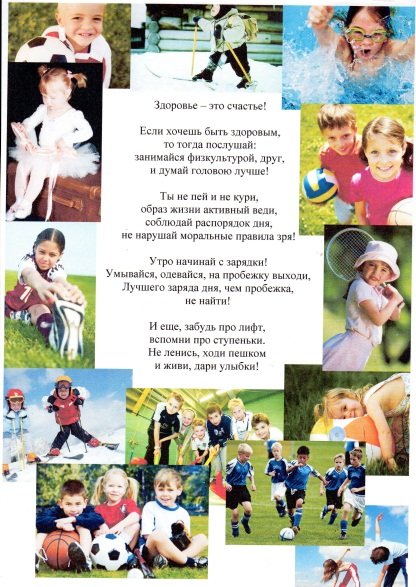 Здоровье – это счастье!
Если хочешь быть здоровым,
то тогда послушай:
занимайся физкультурой, друг,
и думай головою лучше!
Ты не пей и не кури,
образ жизни активный веди,
соблюдай распорядок дня,
не нарушай моральные правила зря!
Утро начинай с зарядки!
Умывайся, одевайся, на пробежку выходи,
Лучшего заряда дня, чем пробежка,
не найти!
И еще, забудь про лифт,
вспомни про ступеньки.
Не ленись, ходи пешком
и живи, дари улыбки!